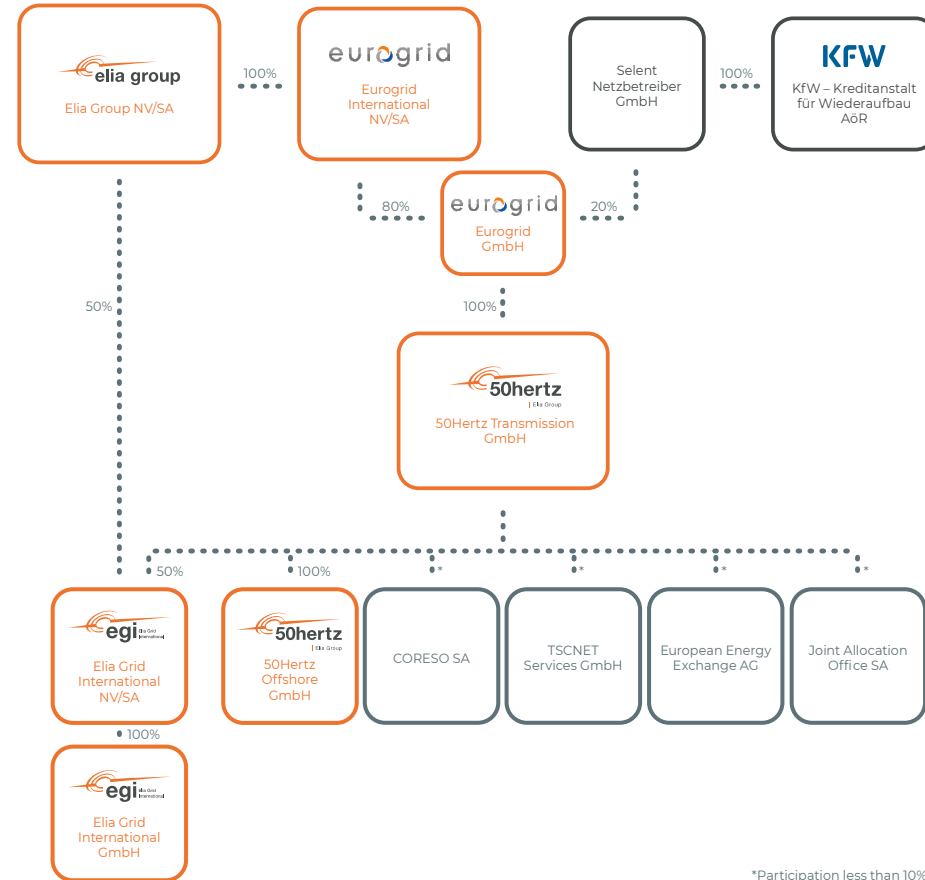 elia group
Elia Group NV/SA
100%
eurogrid
Eurogrid
International
NV/SA
Selent
Netzbetreiber
GmbH
100%
KFW
KfW – Kreditanstalt
für Wiederaufbau
AöR
80%
eurogrid
Eurogrid
GmbH
20%
50%
100%
50hertz
Elia Group
50Hertz Transmission
GmbH
50%
100%
*
*
*
*
egi Elia Grid
International
Elia Grid
International
NV/SA
50hertz
Elia Group
50Hertz
Offshore
GmbH
CORESO SA
TSCNET
Services GmbH
European Energy
Exchange AG
Joint Allocation
Office SA
100%
egi Elia Grid
International
Elia Grid
International
GmbH
*Participation less than 10%